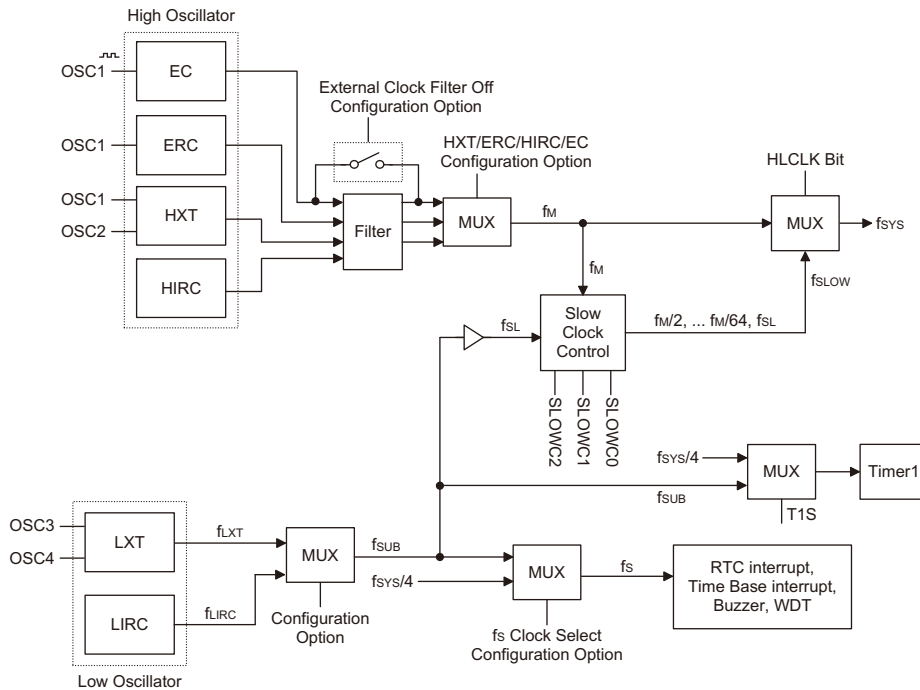 High Oscillator
OSC1
EC
External Clock Filter Off
Configuration Option
OSC1
ERC
HXT/ERC/HIRC/EC
Configuration Option
HLCLK Bit
OSC1
OSC2
HXT
Filter
MUX
fM
MUX
fSYS
HIRC
fM
fSLOW
fSL
Slow
Clock
Control
fM/2, ... fM/64, fSL
SLOWC2
SLOWC1
SLOWC0
fSYS/4
fSUB
MUX
Timer1
T1S
OSC3
OSC4
LXT
fLXT
MUX
fSUB
fSYS/4
MUX
fS
RTC interrupt,
Time Base interrupt,
Buzzer, WDT
LIRC
fLIRC
Configuration
Option
fs Clock Select
Configuration Option
Low Oscillator